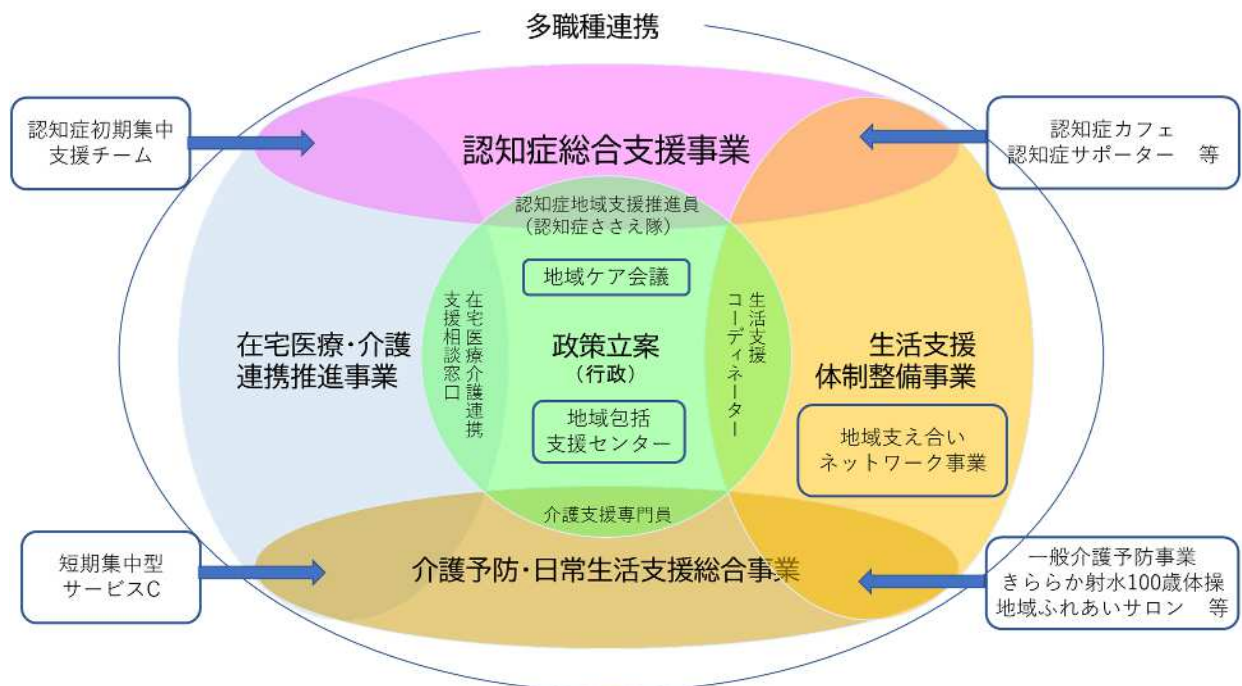 多職種連携
認知症初期集中
支援チーム
認知症総合支援事業
認知症カフェ
認知症サポーター　等
認知症地域支援推進員
（認知症ささえ隊）
地域ケア会議
在宅医療・介護
連携推進事業
在宅医療介護連携
支援相談窓口
政策立案
（行政）
地域包括
支援センター
生活支援
コーディネーター
生活支援
体制整備事業
地域支え合い
ネットワーク事業
介護支援専門員
介護予防・日常生活支援総合事業
短期集中型
サービスC
一般介護予防事業
きららか射水100歳体操
地域ふれあいサロン　等